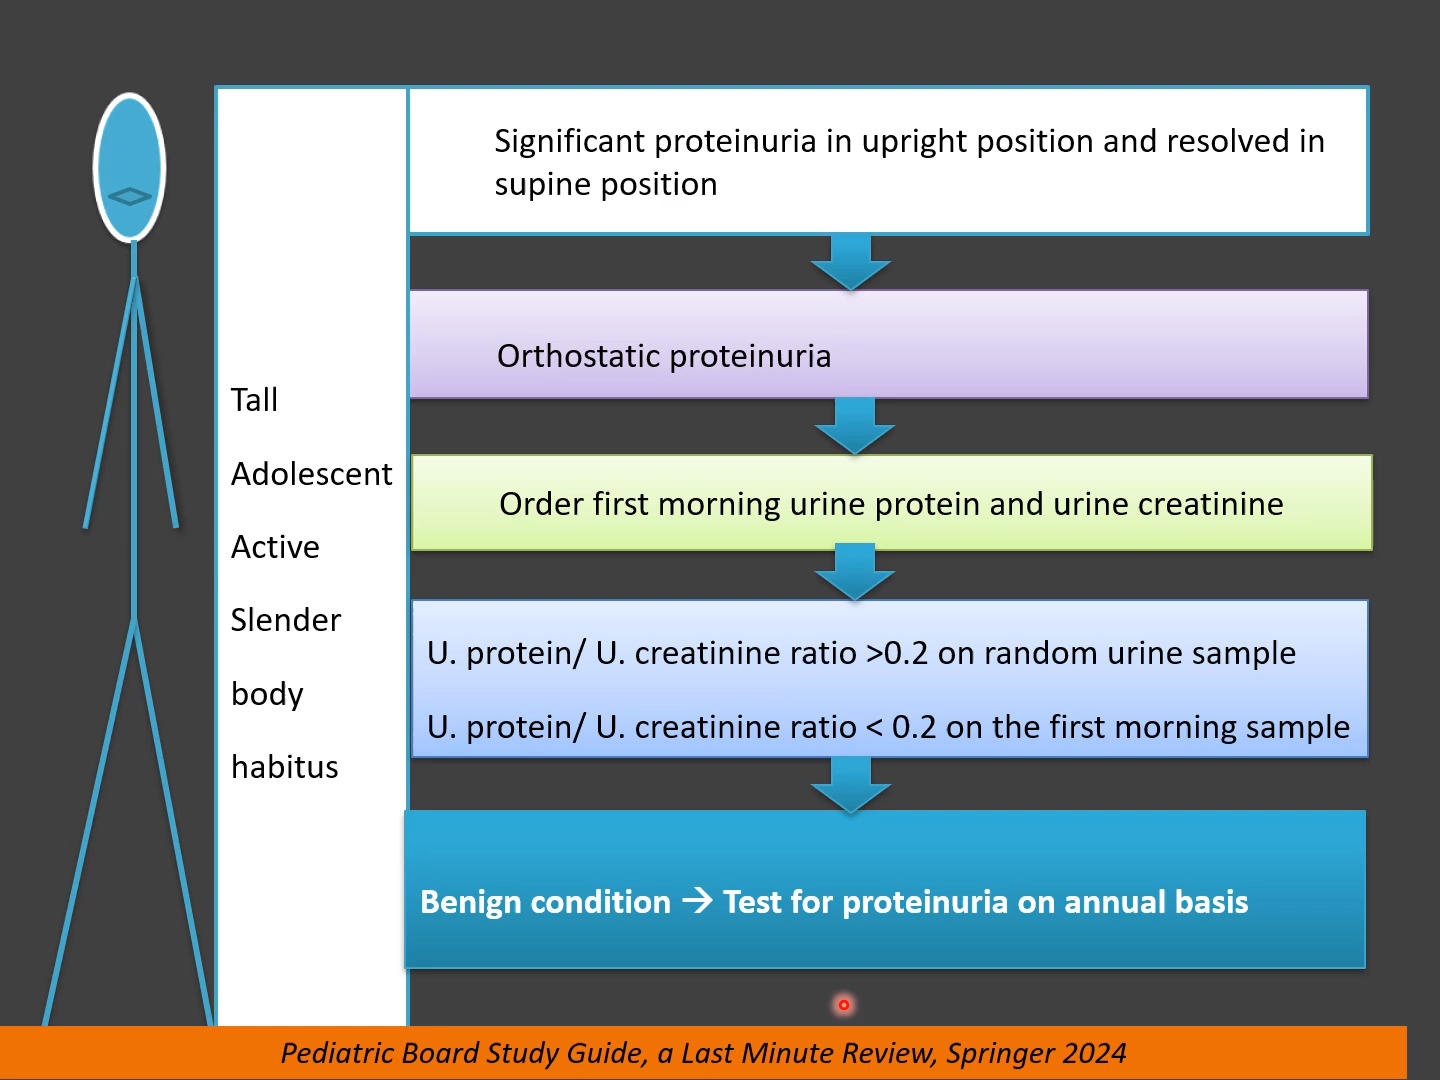 Tall
Adolescent
Active
Slender
body
habitus
Significant proteinuria in upright position and resolved in
supine position
Orthostatic proteinuria
Order first morning urine protein and urine creatinine
U. protein/ U. creatinine ratio >0.2 on random urine sample
U. protein/ U. creatinine ratio < 0.2 on the first morning sample
Benign condition → Test for proteinuria on annual basis
Pediatric Board Study Guide, a Last Minute Review, Springer 2024